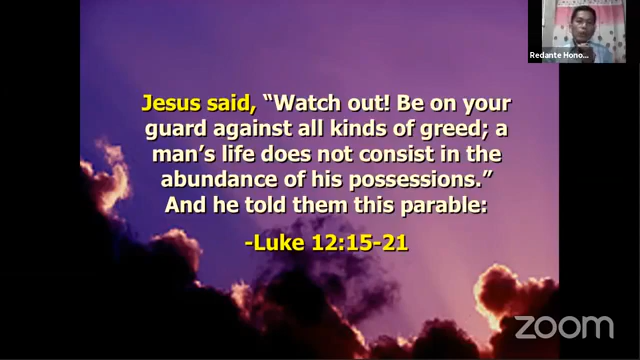 Redante Hono...
Jesus said, “Watch out! Be on your
guard against all kinds of greed; a
man’s life does not consist in the
abundance of his possessions.”
And he told them this parable:
-Luke 12:15-21
zoom